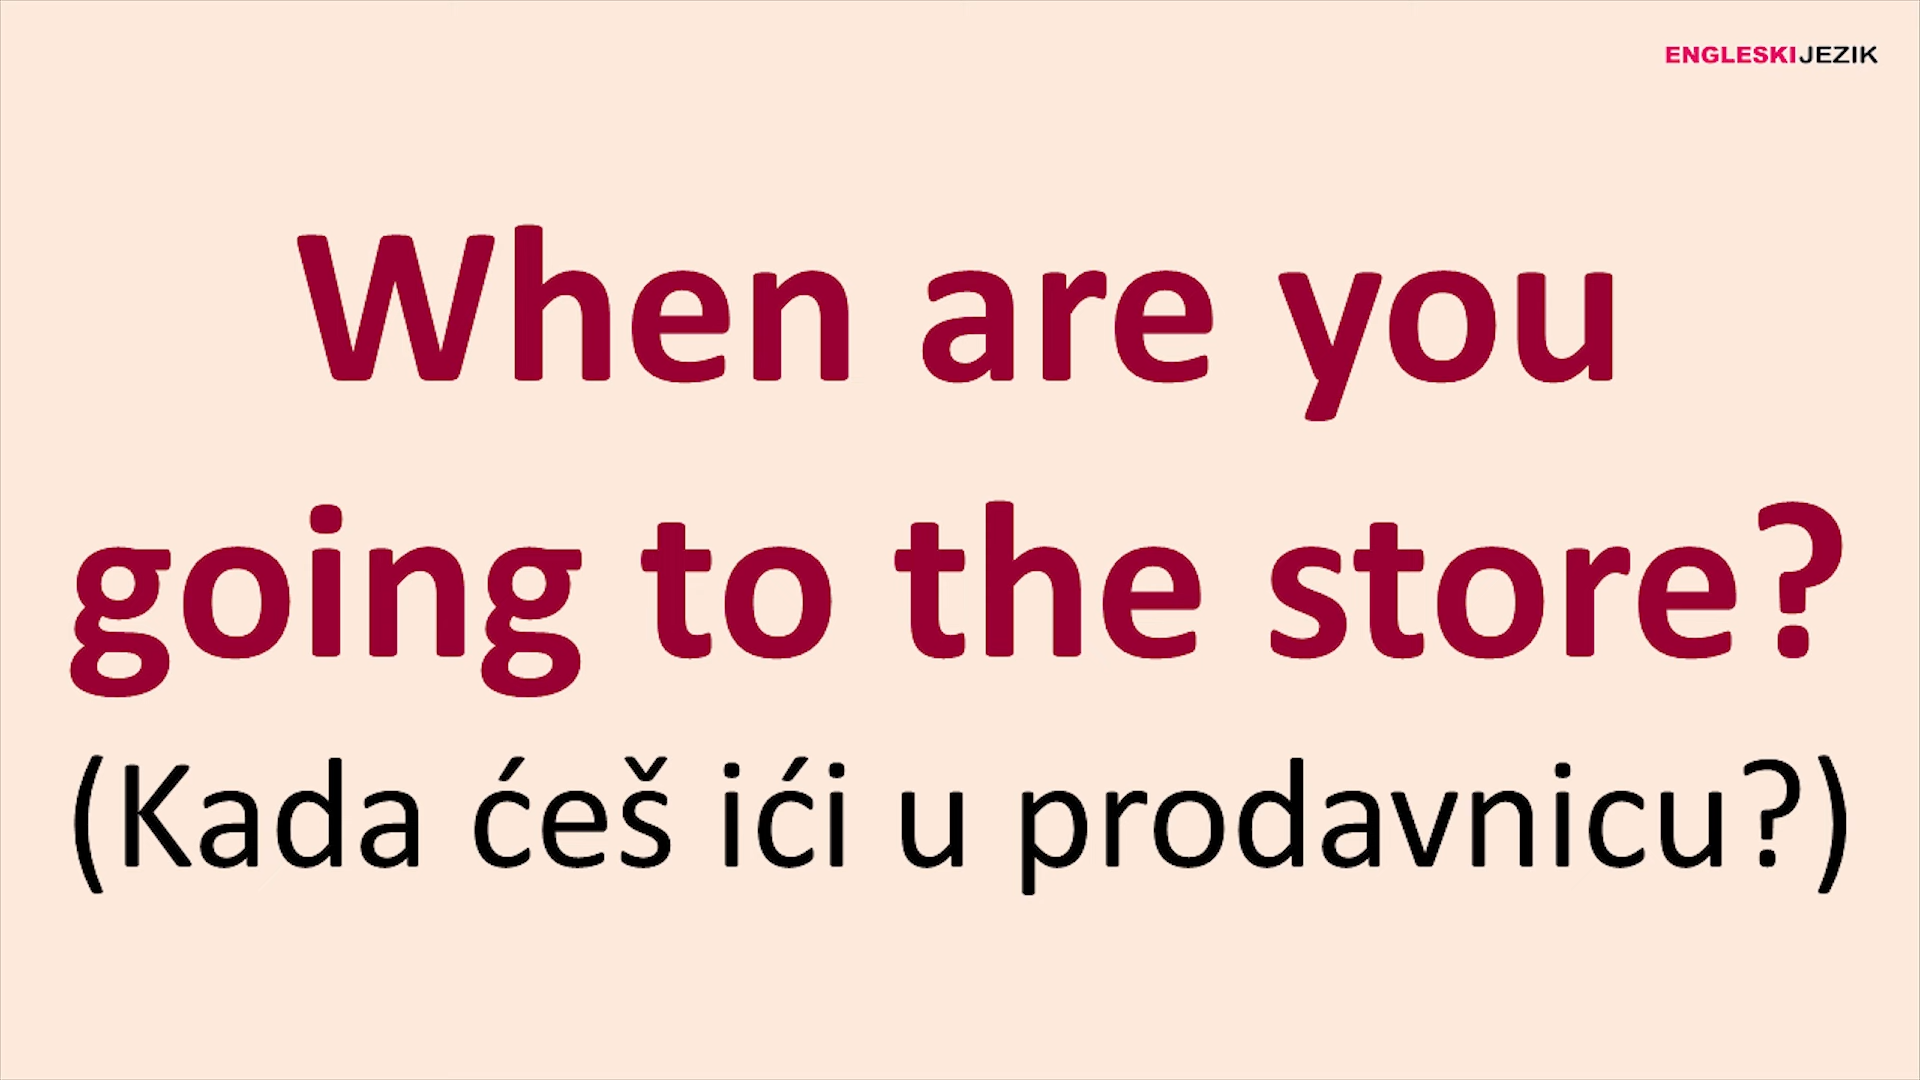 ENGLESKIJEZIK
When are you
going to the store?
(Kada ćeš ići u prodavnicu?)